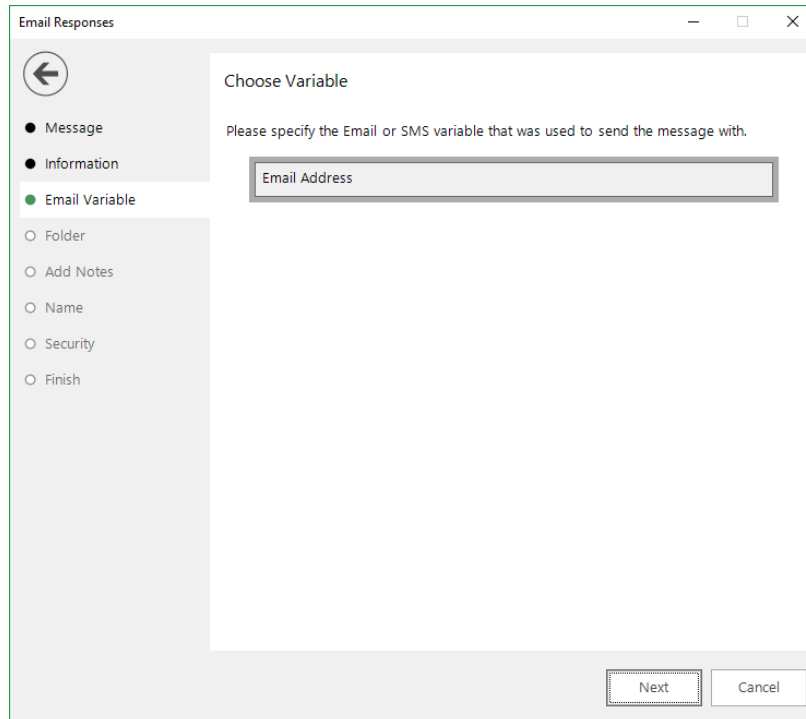 Email Responses
Choose Variable
Message
Please specify the Email or SMS variable that was used to send the message with.
Information
Email Address
Email Variable
Folder
Add Notes
Name
Security
Finish
Next
Cancel